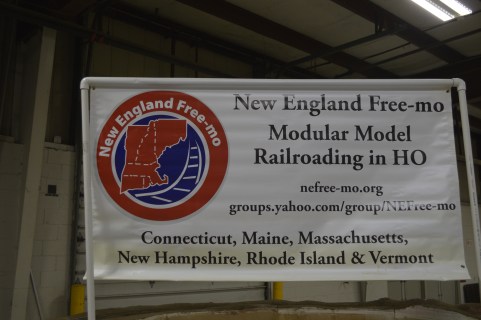 New England Free-mo
New England Free-mo
Modular Model
Railroading in HO
nefree-mo.org
groups.yahoo.com/group/NEFree-mo
Connecticut, Maine, Massachusetts,
New Hampshire, Rhode Island & Vermont